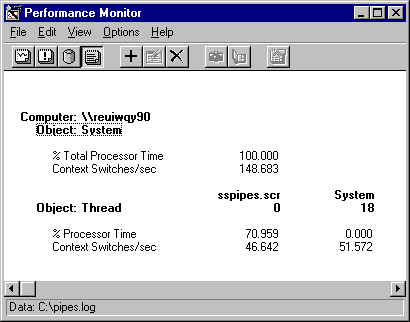 Performance Monitor
File Edit View Options Help
Computer: \\reuiwqy90
Object: System
% Total Processor Time 100.000
Context Switches/sec 148.683
sspipes.scr System
Object: Thread 0 18
% Processor Time 70.959 0.000
Context Switches/sec 46.642 51.572
Data: C:\pipes.log